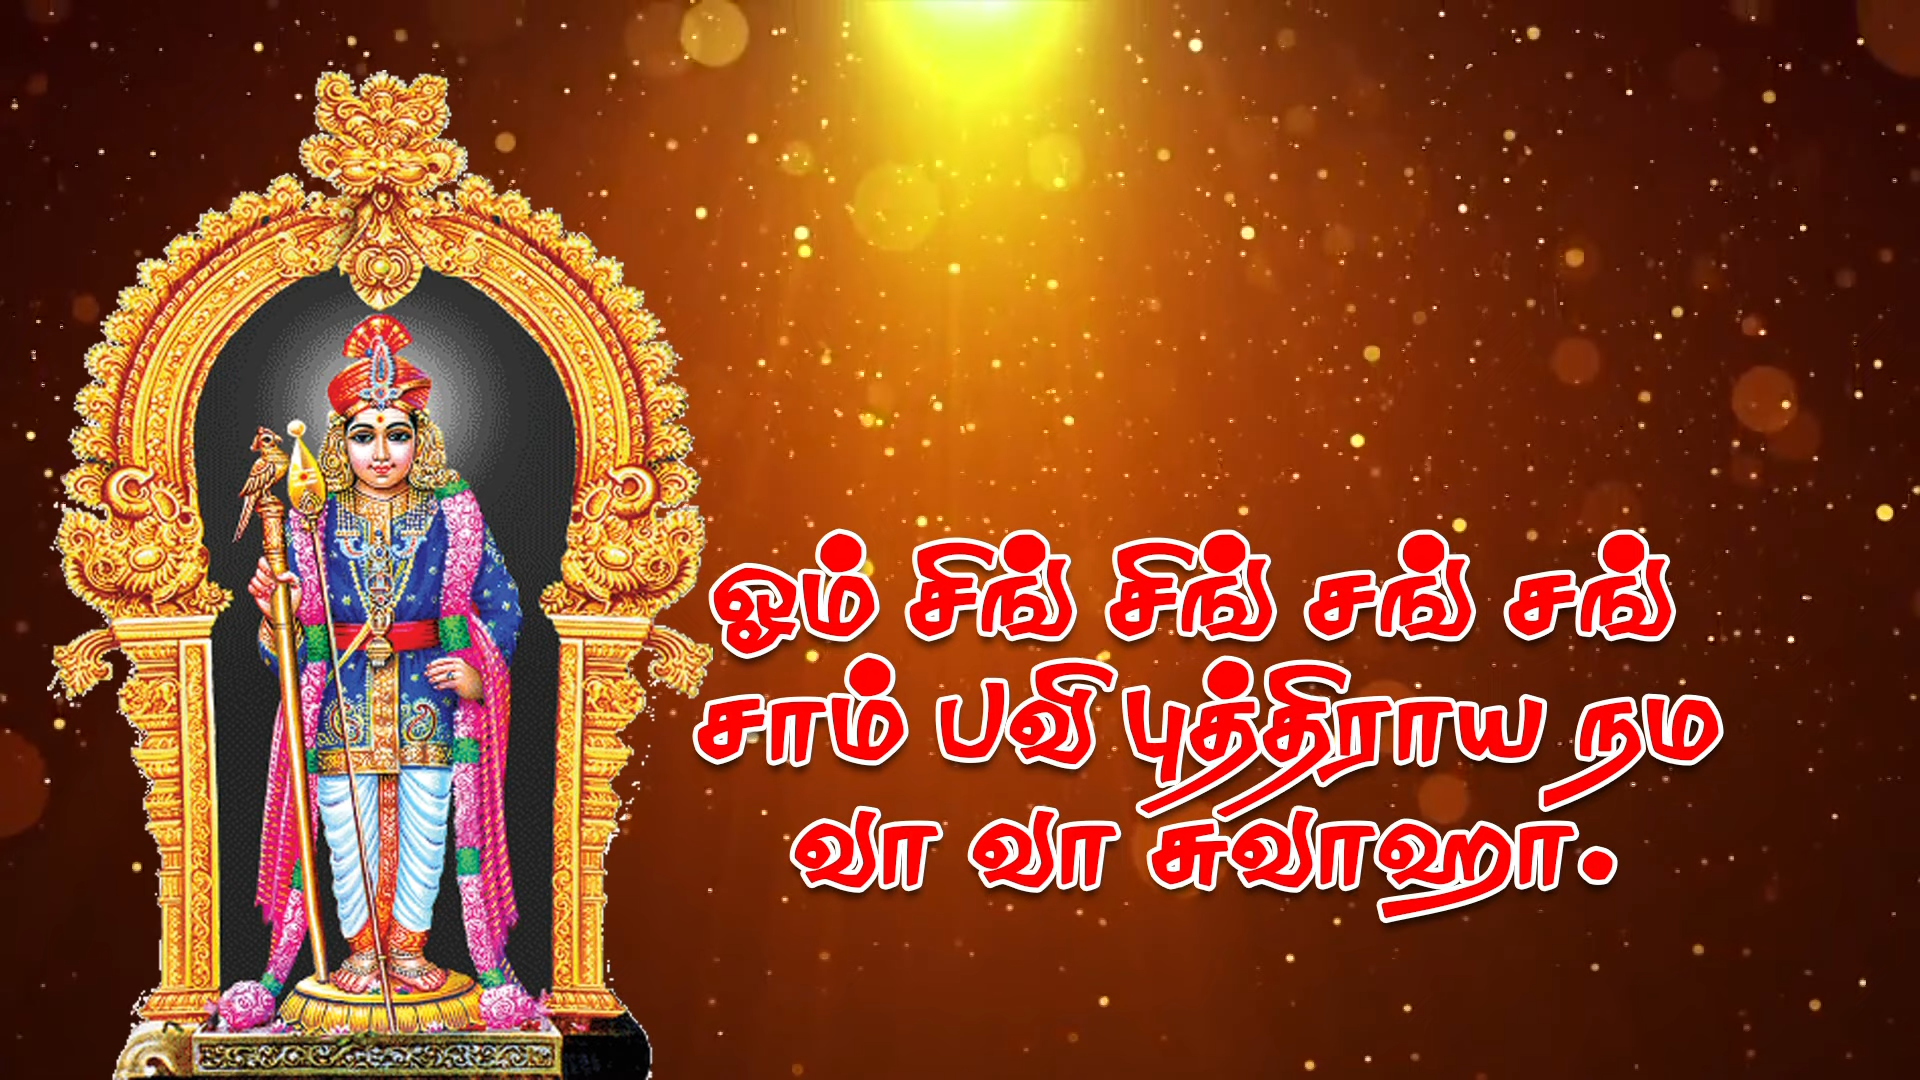 ஓம் சிங் சிங் சங் சங்
சாம் பவி புத்திராய நம
வா வா சுவாஹா.